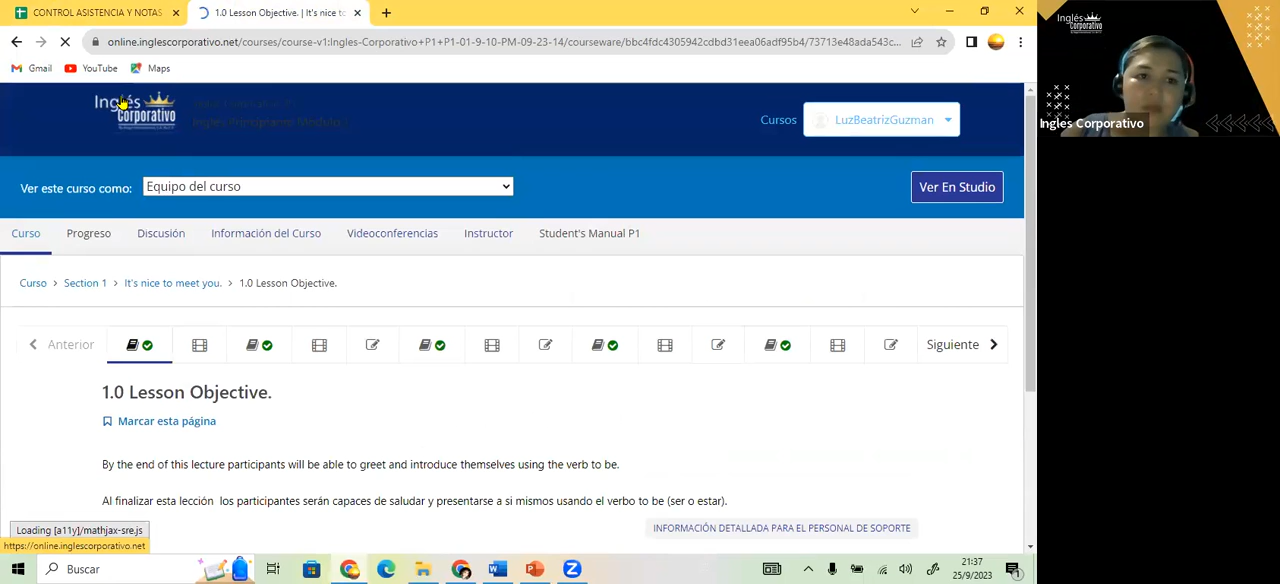 CONTROL ASISTENCIA Y NOTAS
1.0 Lesson Objective. | It's nice to
online.inglescorporativo.net/courses/course-v1:Ingles-Corporativo+P1+P1-01-9-10-PM-09-23-14/courseware/bbc4fdc4305942cdbd31eea06adf95b4/73713e48ada543c...
Gmail YouTube Maps
Inglés Corporativo
Cursos LuzBeatrizGuzman
Ver este curso como: Equipo del curso Ver En Studio
Curso Progreso Discusión Información del Curso Videoconferencias Instructor Student's Manual P1
Curso > Section 1 > It's nice to meet you. > 1.0 Lesson Objective.
Anterior Siguiente
1.0 Lesson Objective.
Marcar esta página
By the end of this lecture participants will be able to greet and introduce themselves using the verb to be.
Al finalizar esta lección los participantes serán capaces de saludar y presentarse a si mismos usando el verbo to be (ser o estar).
INFORMACIÓN DETALLADA PARA EL PERSONAL DE SOPORTE
Loading [a11y]/mathjax-sre.js
https://online.inglescorporativo.net
Buscar
21:37
25/9/2023
Inglés Corporativo
Ingles Corporativo